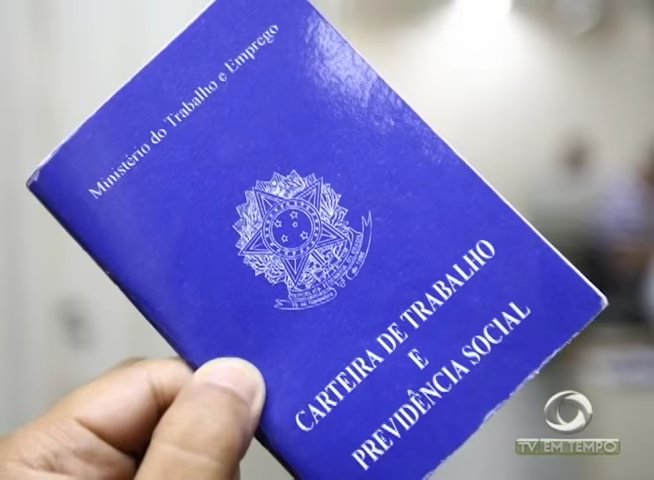 Ministério do Trabalho e Emprego
CARTEIRA DE TRABALHO
E
PREVIDÊNCIA SOCIAL
TV EM TEMPO